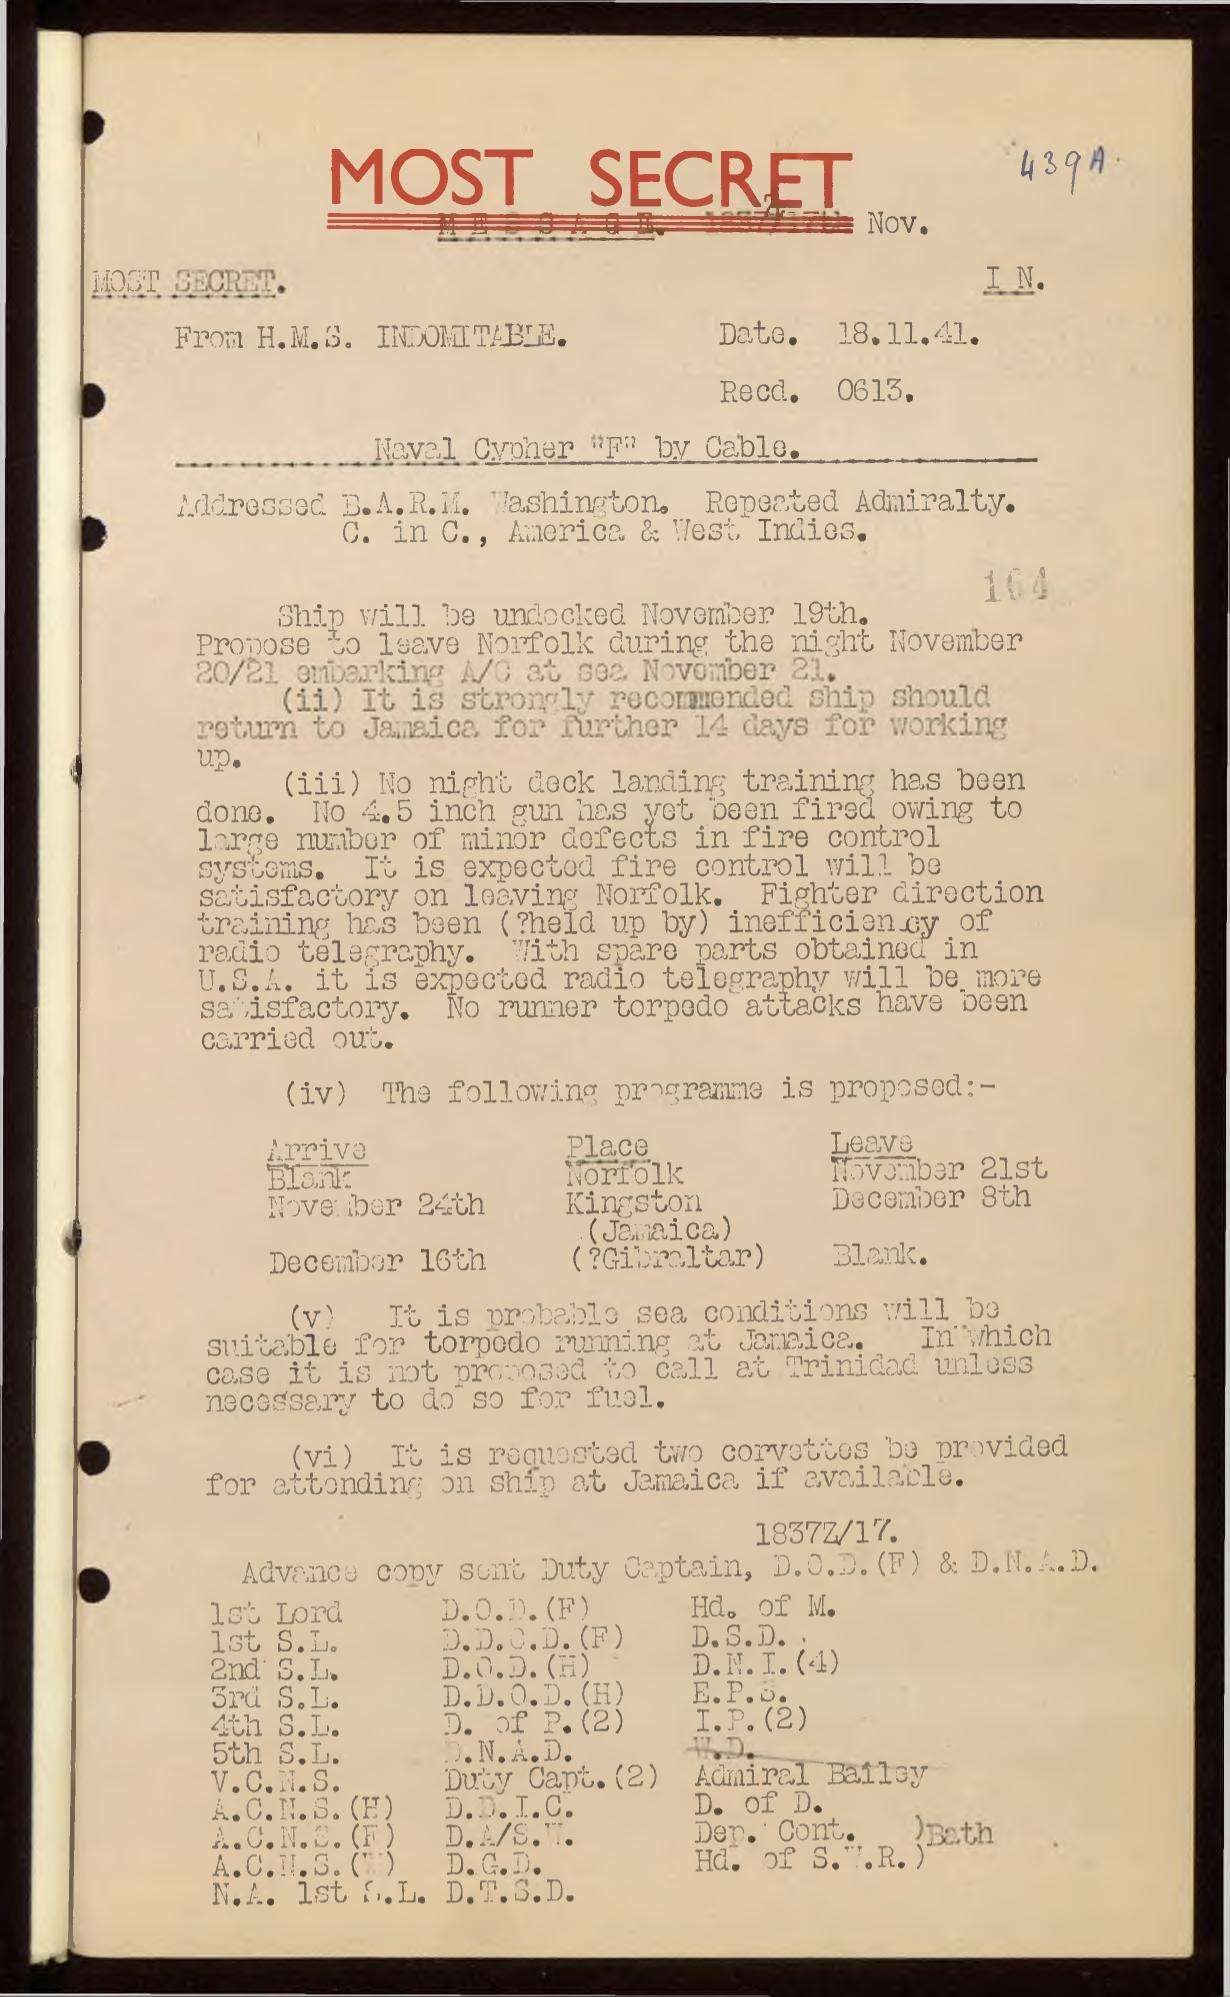 MOST SECRET
439A
MESSAGE. 1837Z/17th Nov.
MOST SECRET.
IN.
From H.M.S. INDOMITABLE. Date. 18.11.41.
Recd. 0613.
Naval Cypher "F" by Cable.
Addressed B.A.R.M. Washington. Repeated Admiralty.
C. in C., America & West Indies.
164
Ship will be undocked November 19th.
Propose to leave Norfolk during the night November
20/21 embarking A/C at sea November 21.
(ii) It is strongly recommended ship should
return to Jamaica for further 14 days for working
up.
(iii) No night deck landing training has been
done. No 4.5 inch gun has yet been fired owing to
large number of minor defects in fire control
systems. It is expected fire control will be
satisfactory on leaving Norfolk. Fighter direction
training has been (?held up by) inefficiency of
radio telegraphy. With spare parts obtained in
U.S.A. it is expected radio telegraphy will be more
satisfactory. No runner torpedo attacks have been
carried out.
(iv) The following programme is proposed:-
Arrive Place Leave
Blank Norfolk November 21st
November 24th Kingston December 8th
(Jamaica)
December 16th (?Gibraltar) Blank.
(v) It is probable sea conditions will be
suitable for torpedo running at Jamaica. In which
case it is not proposed to call at Trinidad unless
necessary to do so for fuel.
(vi) It is requested two corvettes be provided
for attending on ship at Jamaica if available.
1837Z/17.
Advance copy sent Duty Captain, D.O.D.(F) & D.N.A.D.
1st Lord D.O.D.(F) Hd. of M.
1st S.L. D.D.O.D.(F) D.S.D.
2nd S.L. D.O.D.(H) D.N.I.(4)
3rd S.L. D.D.O.D.(H) E.P.S.
4th S.L. D. of P.(2) I.P.(2)
5th S.L. D.N.A.D. W.D.
V.C.N.S. Duty Capt.(2) Admiral Bailey
A.C.N.S.(H) D.D.I.C. D. of D.
A.C.N.S.(F) D.A/S.W. Dep. Cont. )Bath
A.C.N.S.(W) D.G.D. Hd. of S.W.R.)
N.A. 1st S.L. D.T.S.D.